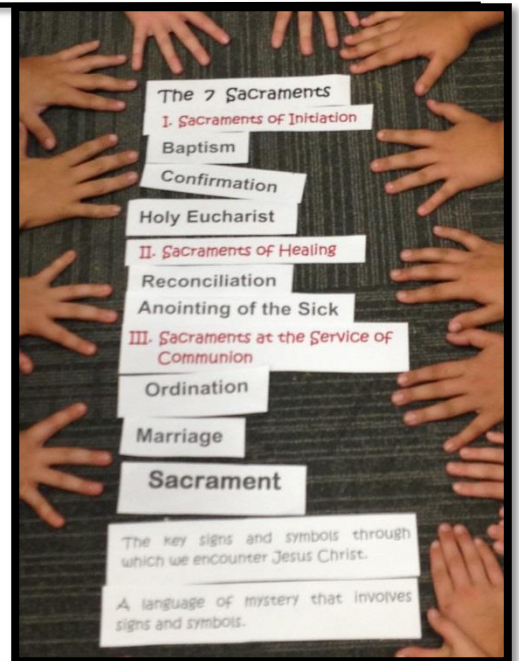 The 7 Sacraments
I. Sacraments of Initiation
Baptism
Confirmation
Holy Eucharist
II. Sacraments of Healing
Reconciliation
Anointing of the Sick
III. Sacraments at the Service of
Communion
Ordination
Marriage
Sacrament
The key signs and symbols through
which we encounter Jesus Christ.
A language of mystery that involves
signs and symbols.